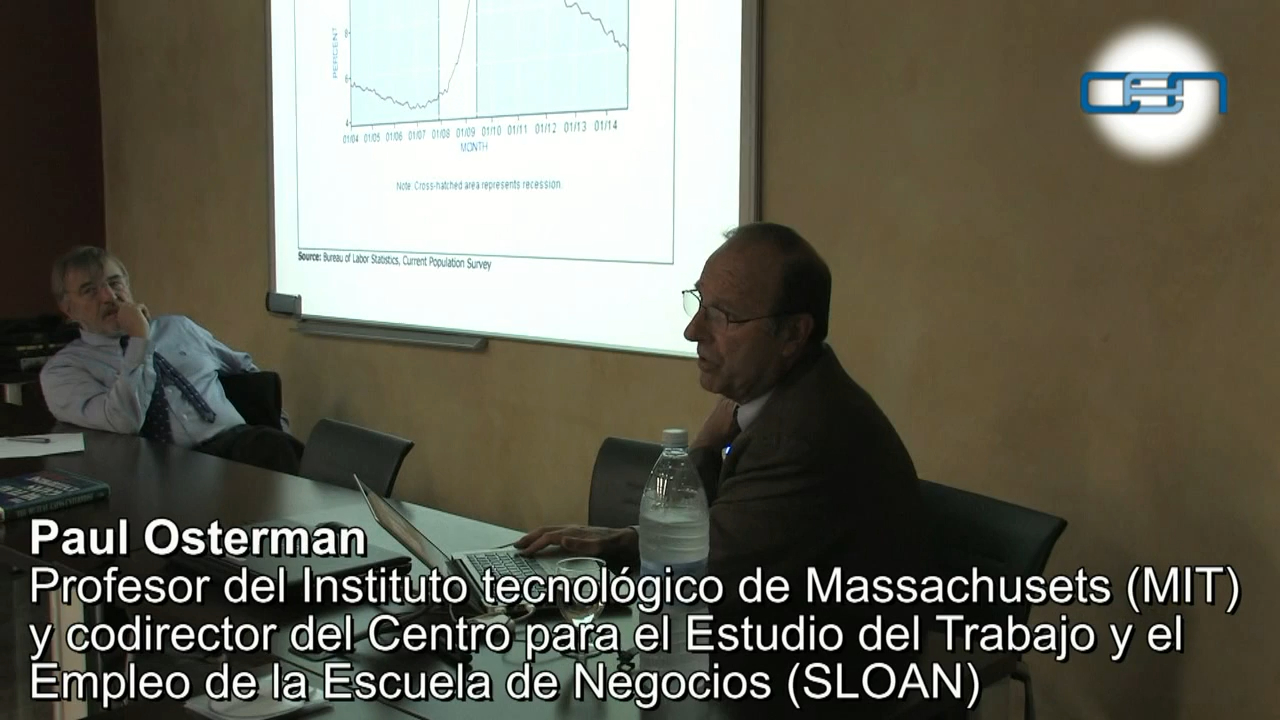 8
PERCENT
6
4
01/04 01/05 01/06 01/07 01/08 01/09 01/10 01/11 01/12 01/13 01/14
MONTH
Note: Cross-hatched area represents recession
Source: Bureau of Labor Statistics, Current Population Survey
Paul Osterman
Profesor del Instituto tecnológico de Massachusets (MIT)
y codirector del Centro para el Estudio del Trabajo y el
Empleo de la Escuela de Negocios (SLOAN)